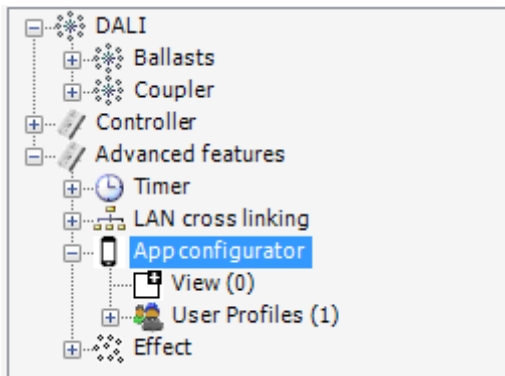 DALI
Ballasts
Coupler
Controller
Advanced features
Timer
LAN cross linking
App configurator
View (0)
User Profiles (1)
Effect